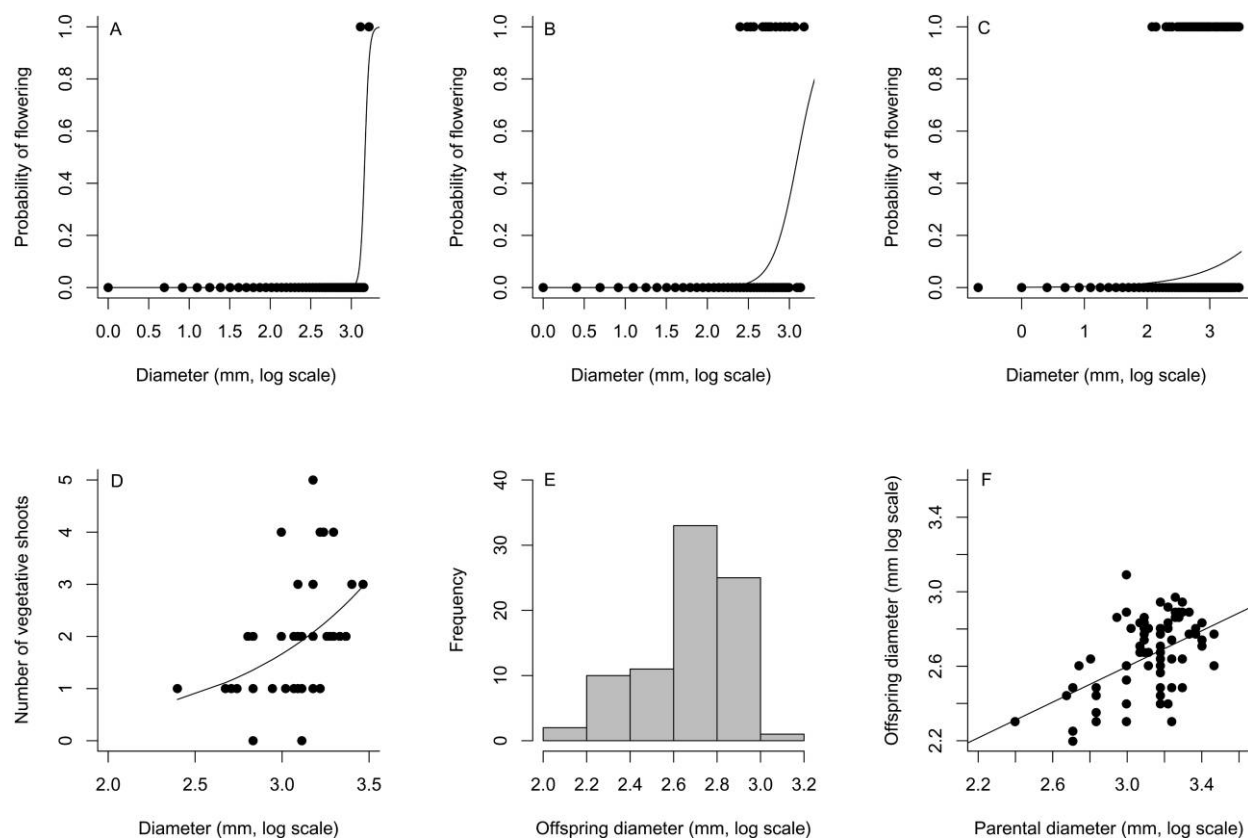 A
Probability of flowering
0.0 0.2 0.4 0.6 0.8 1.0
0.0 0.5 1.0 1.5 2.0 2.5 3.0
Diameter (mm, log scale)
B
Probability of flowering
0.0 0.2 0.4 0.6 0.8 1.0
0.0 0.5 1.0 1.5 2.0 2.5 3.0
Diameter (mm, log scale)
C
Probability of flowering
0.0 0.2 0.4 0.6 0.8 1.0
0 1 2 3
Diameter (mm, log scale)
D
Number of vegetative shoots
0 1 2 3 4 5
2.0 2.5 3.0 3.5
Diameter (mm, log scale)
E
Frequency
0 10 20 30 40
2.0 2.2 2.4 2.6 2.8 3.0 3.2
Offspring diameter (mm, log scale)
F
Offspring diameter (mm log scale)
2.2 2.6 3.0 3.4
2.2 2.6 3.0 3.4
Parental diameter (mm, log scale)